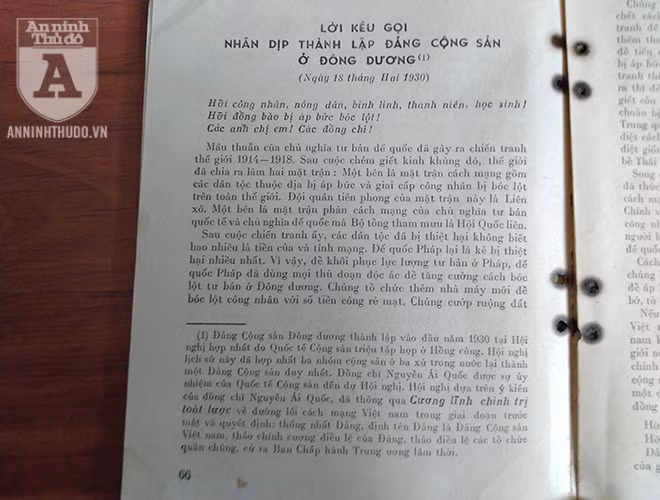 An ninh
Thủ đô
A
ANNINHTHUDO.VN
LỜI KÊU GỌI
NHÂN DỊP THÀNH LẬP ĐẢNG CỘNG SẢN
Ở ĐÔNG DƯƠNG(1)
(Ngày 18 tháng Hai 1930)
Hỡi công nhân, nông dân, binh lính, thanh niên, học sinh!
Hỡi đồng bào bị áp bức bóc lột!
Các anh chị em! Các đồng chí!
Mâu thuẫn của chủ nghĩa tư bản đế quốc đã gây ra chiến tranh
thế giới 1914—1918. Sau cuộc chém giết kinh khủng đó, thế giới
đã chia ra làm hai mặt trận: Một bên là mặt trận cách mạng gồm
các dân tộc thuộc địa bị áp bức và giai cấp công nhân bị bóc lột
trên toàn thế giới. Đội quân tiên phong của mặt trận này là Liên
xô. Một bên là mặt trận phản cách mạng của chủ nghĩa tư bản
quốc tế và chủ nghĩa đế quốc mà Bộ tổng tham mưu là Hội Quốc liên.
Sau cuộc chiến tranh ấy, các dân tộc đã bị thiệt hại không biết
bao nhiêu là tiền của và tính mạng. Đế quốc Pháp lại là kẻ bị thiệt
hại nhiều nhất. Vì vậy, để khôi phục lực lượng tư bản ở Pháp, đế
quốc Pháp đã dùng mọi thủ đoạn độc ác để tăng cường cách bóc
lột tư bản ở Đông dương. Chúng tổ chức thêm nhà máy mới để
bóc lột công nhân với số tiền công rẻ mạt. Chúng cướp ruộng đất
(1) Đảng Cộng sản Đông dương thành lập vào đầu năm 1930 tại Hội
nghị hợp nhất do Quốc tế Cộng sản triệu tập họp ở Hồng công. Hội nghị
lịch sử này đã hợp nhất ba nhóm cộng sản ở ba xứ trong nước lại thành
một Đảng Cộng sản duy nhất. Đồng chí Nguyễn Ái Quốc được sự ủy
nhiệm của Quốc tế Cộng sản đến dự Hội nghị. Hội nghị dựa trên ý kiến
của đồng chí Nguyễn Ái Quốc, đã thông qua Cương lĩnh chính trị
toát lược về đường lối cách mạng Việt nam trong giai đoạn trước
mắt và quyết định: thống nhất Đảng, định tên Đảng là Đảng Cộng sản
Việt nam, thảo chính cương điều lệ của Đảng, thảo điều lệ các tổ chức
quần chúng, cử ra Ban Chấp hành Trung ương lâm thời.
66